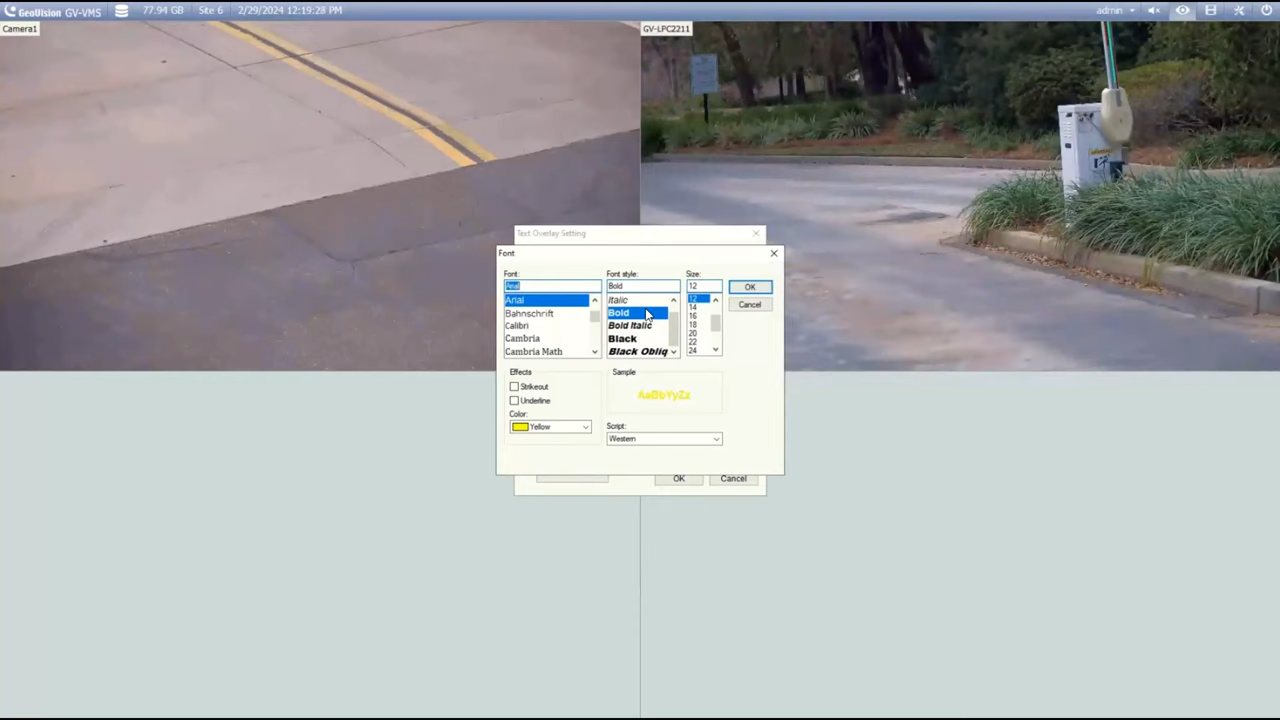 GeoVision GV-VMS 77.94 GB Site 6 2/29/2024 12:19:28 PM admin
Camera1
GV-LPC2211
Text Overlay Setting
Font
Font: Font style: Size:
Arial Bold 12 OK
Arial Italic 12
Bahnschrift Bold 14 Cancel
Calibri Bold Italic 16
Cambria Black 18
Cambria Math Black Obliq 20
22
24
Effects Sample
Strikeout
Underline AaBbYyZz
Color:
Yellow
Script:
Western
OK Cancel